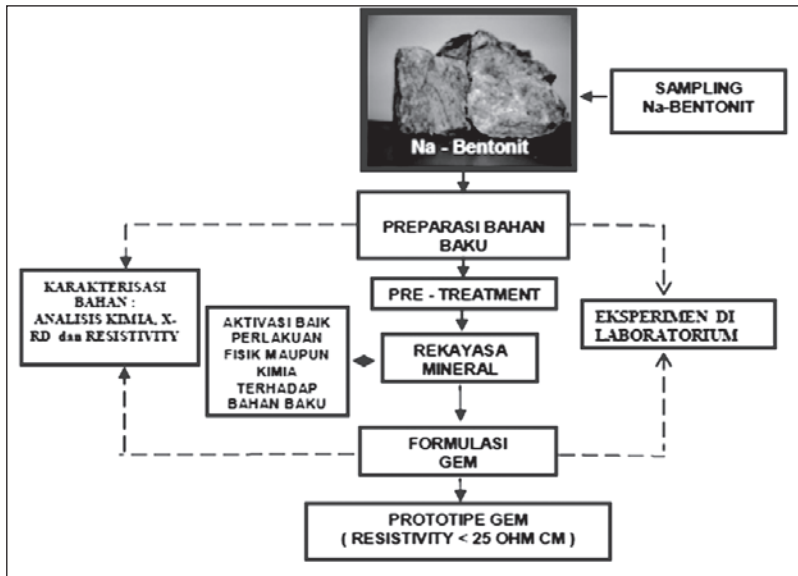 Na - Bentonit
SAMPLING
Na-BENTONIT
PREPARASI BAHAN
BAKU
KARAKTERISASI
BAHAN :
ANALISIS KIMIA, X-
RD dan RESISTIVITY
PRE - TREATMENT
EKSPERIMEN DI
LABORATORIUM
AKTIVASI BAIK
PERLAKUAN
FISIK MAUPUN
KIMIA
TERHADAP
BAHAN BAKU
REKAYASA
MINERAL
FORMULASI
GEM
PROTOTIPE GEM
( RESISTIVITY < 25 OHM CM )